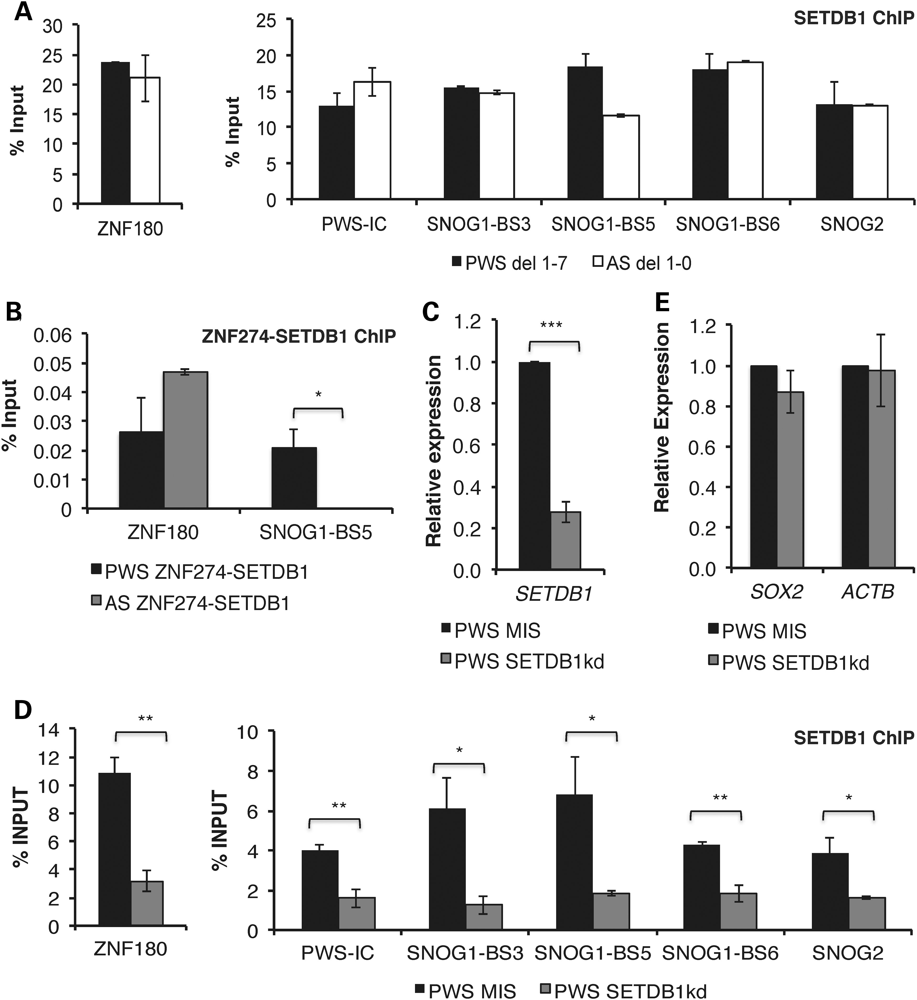 A
SETDB1 ChIP
% Input
30
25
20
15
10
5
0
ZNF180
% Input
25
20
15
10
5
0
PWS-IC SNOG1-BS3 SNOG1-BS5 SNOG1-BS6 SNOG2
PWS del 1-7 AS del 1-0
B
ZNF274-SETDB1 ChIP
% Input
0.06
0.05
0.04
0.03
0.02
0.01
0
*
ZNF180 SNOG1-BS5
PWS ZNF274-SETDB1
AS ZNF274-SETDB1
C
Relative expression
1.2
1.0
0.8
0.6
0.4
0.2
0.0
***
SETDB1
PWS MIS
PWS SETDB1kd
E
Relative Expression
1.2
1.0
0.8
0.6
0.4
0.2
0.0
SOX2 ACTB
PWS MIS
PWS SETDB1kd
D
SETDB1 ChIP
% INPUT
14
12
10
8
6
4
2
0
**
ZNF180
% INPUT
10
8
6
4
2
0
** * * ** *
PWS-IC SNOG1-BS3 SNOG1-BS5 SNOG1-BS6 SNOG2
PWS MIS PWS SETDB1kd